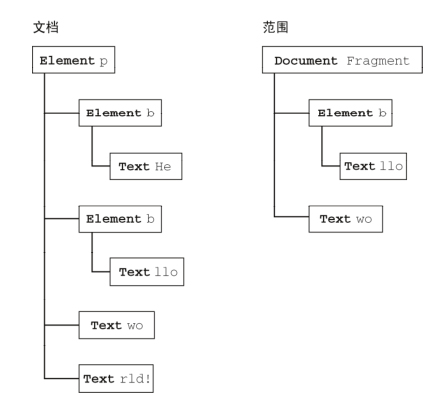 文档
Element p
Element b
Text He
Element b
Text llo
Text wo
Text rld!
范围
Document Fragment
Element b
Text llo
Text wo